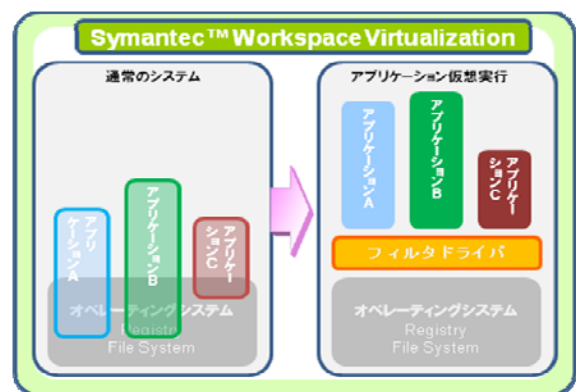 Symantec™ Workspace Virtualization
通常のシステム
アプリ
ケーションA
アプリケーションB
アプリケー
ションC
オペレーティングシステム
Registry
File System
アプリケーション仮想実行
アプリケーションA
アプリケーションB
アプリケー
ションC
フィルタドライバ
オペレーティングシステム
Registry
File System